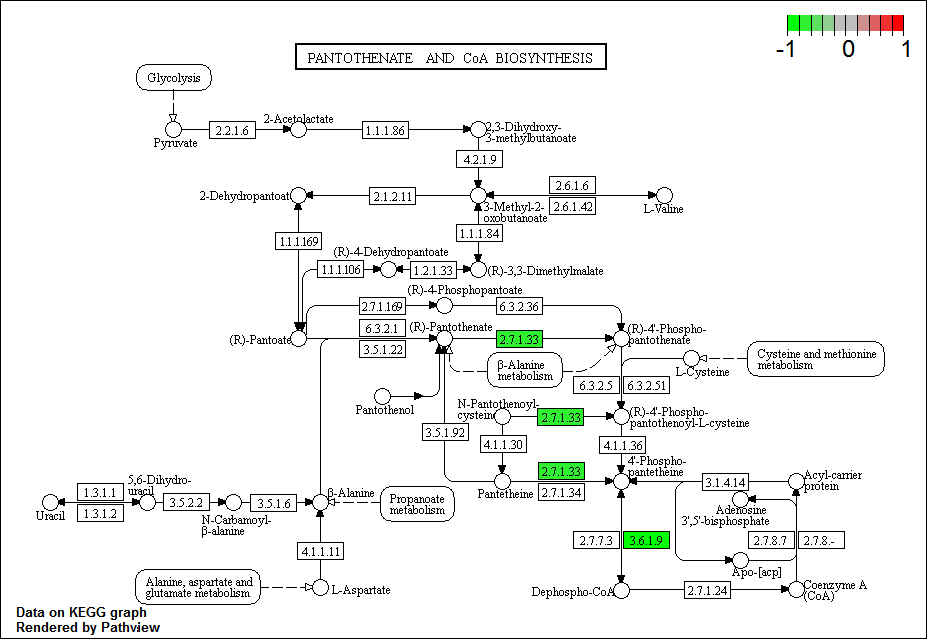 -1 0 1
PANTOTHENATE AND CoA BIOSYNTHESIS
Glycolysis
2-Acetolactate
2,3-Dihydroxy-
3-methylbutanoate
2.2.1.6
1.1.1.86
Pyruvate
4.2.1.9
2-Dehydropantoat
2.1.2.11
2.6.1.6
2.6.1.42
3-Methyl-2-
oxobutanoate
L-Valine
1.1.1.84
1.1.1.169
(R)-4-Dehydropantoate
1.1.1.106
1.2.1.33
(R)-3,3-Dimethylmalate
(R)-4-Phosphopantoate
2.7.1.169
6.3.2.36
(R)-Pantoate
6.3.2.1
3.5.1.22
(R)-Pantothenate
2.7.1.33
(R)-4'-Phospho-
pantothenate
β-Alanine
metabolism
L-Cysteine
Cysteine and methionine
metabolism
6.3.2.5
6.3.2.51
Pantothenol
N-Pantothenoyl-
cysteine
2.7.1.33
(R)-4'-Phospho-
pantothenoyl-L-cysteine
3.5.1.92
4.1.1.30
4.1.1.36
2.7.1.33
2.7.1.34
4'-Phospho-
pantetheine
Pantetheine
3.1.4.14
Acyl-carrier
protein
Adenosine
3',5'-bisphosphate
5,6-Dihydro-
uracil
1.3.1.1
1.3.1.2
Uracil
3.5.2.2
N-Carbamoyl-
β-alanine
3.5.1.6
β-Alanine
Propanoate
metabolism
2.7.7.3
3.6.1.9
2.7.8.7
2.7.8.-
4.1.1.11
Apo-[acp]
Alanine, aspartate and
glutamate metabolism
L-Aspartate
Dephospho-CoA
2.7.1.24
Coenzyme A
(CoA)
Data on KEGG graph
Rendered by Pathview